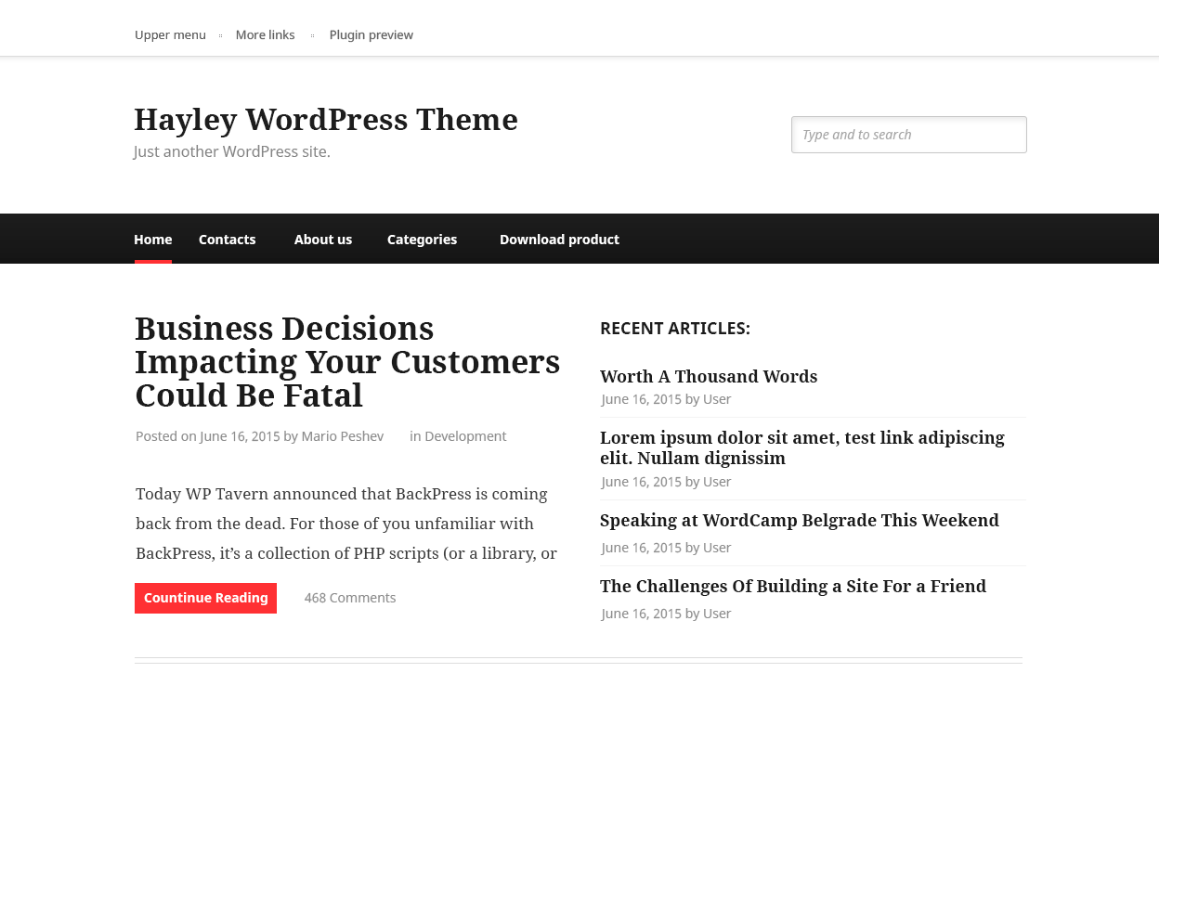 Upper menu
More links
Plugin preview
Hayley WordPress Theme
Just another WordPress site.
Type and to search
Home
Contacts
About us
Categories
Download product
Business Decisions
Impacting Your Customers
Could Be Fatal
Posted on June 16, 2015 by Mario Peshev in Development
Today WP Tavern announced that BackPress is coming
back from the dead. For those of you unfamiliar with
BackPress, it’s a collection of PHP scripts (or a library, or
Countinue Reading
468 Comments
RECENT ARTICLES:
Worth A Thousand Words
June 16, 2015 by User
Lorem ipsum dolor sit amet, test link adipiscing
elit. Nullam dignissim
June 16, 2015 by User
Speaking at WordCamp Belgrade This Weekend
June 16, 2015 by User
The Challenges Of Building a Site For a Friend
June 16, 2015 by User